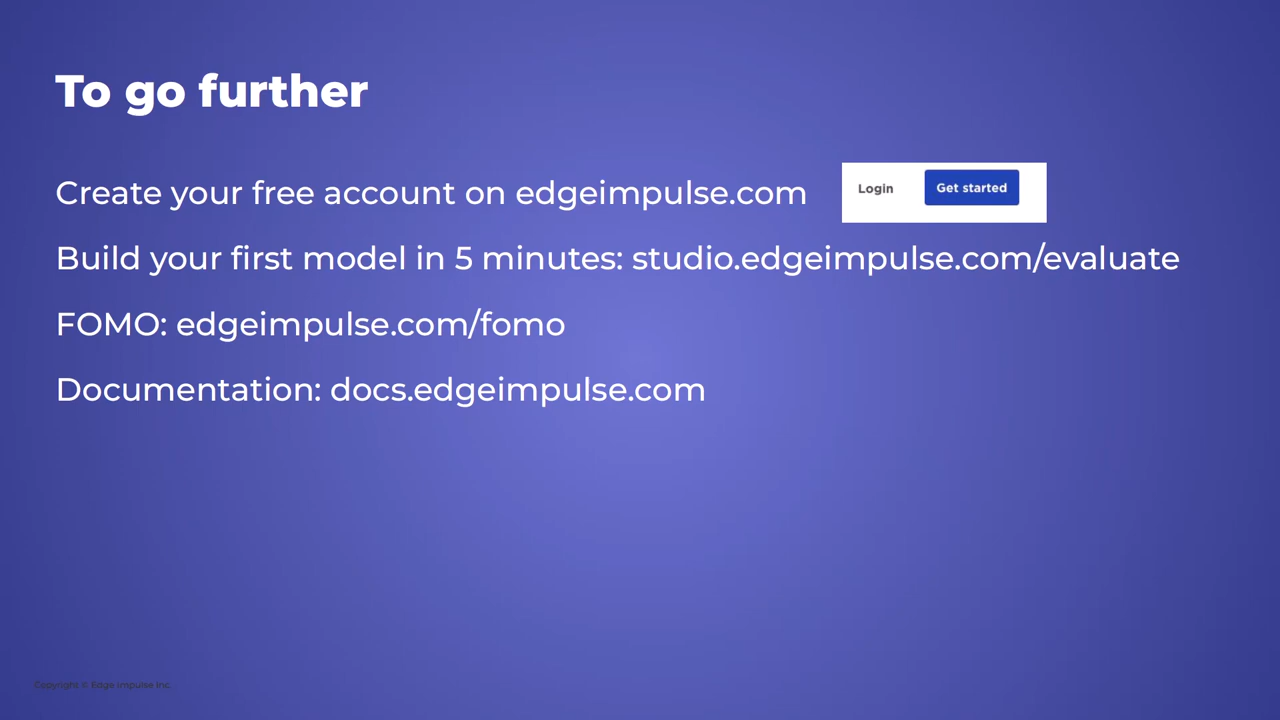 To go further
Create your free account on edgeimpulse.com
Login Get started
Build your first model in 5 minutes: studio.edgeimpulse.com/evaluate
FOMO: edgeimpulse.com/fomo
Documentation: docs.edgeimpulse.com
Copyright © Edge Impulse Inc.